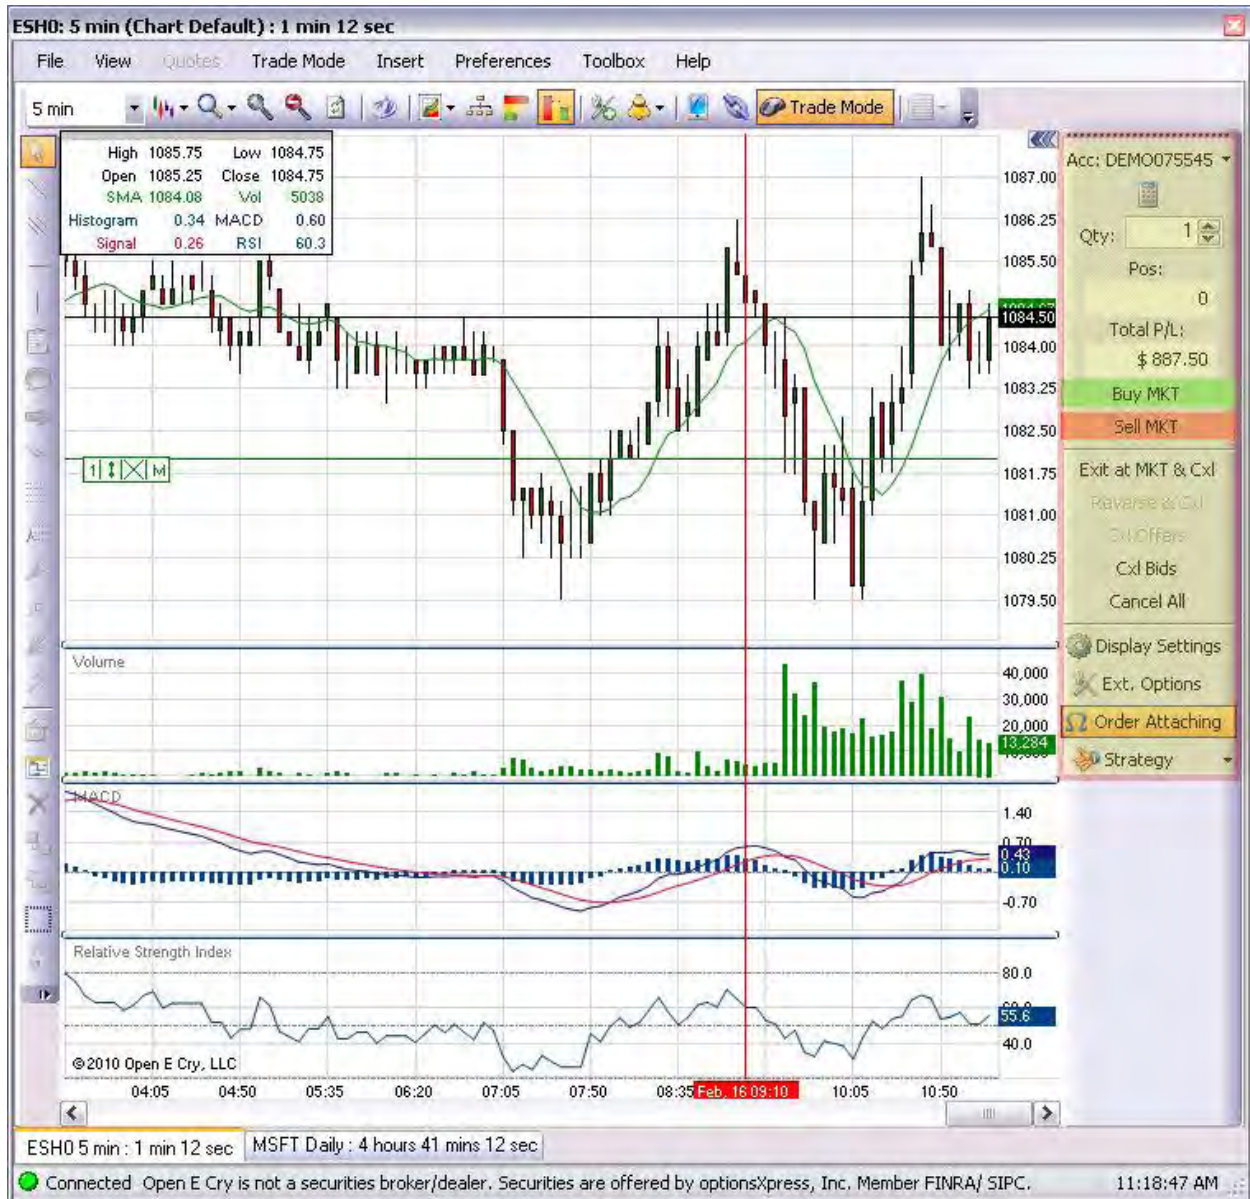 ESH0: 5 min (Chart Default) : 1 min 12 sec
File View Quotes Trade Mode Insert Preferences Toolbox Help
5 min Trade Mode
High 1085.75 Low 1084.75
Open 1085.25 Close 1084.75
SMA 1084.08 Vol 5038
Histogram 0.34 MACD 0.60
Signal 0.26 RSI 60.3
1087.00
1086.25
1085.50
1084.50
1084.00
1083.25
1082.50
1081.75
1081.00
1080.25
1079.50
1 M
Acc: DEMO075545
Qty: 1
Pos:
0
Total P/L:
$ 887.50
Buy MKT
Sell MKT
Exit at MKT & Cxl
Reverse & Cxl
Cxl Offers
Cxl Bids
Cancel All
Display Settings
Ext. Options
Order Attaching
Strategy
Volume
40,000
30,000
20,000
13,284
MACD
1.40
0.70
0.43
0.10
-0.70
Relative Strength Index
80.0
60.0
55.6
40.0
©2010 Open E Cry, LLC
04:05 04:50 05:35 06:20 07:05 07:50 08:35 Feb, 16 09:10 10:05 10:50
ESH0 5 min : 1 min 12 sec MSFT Daily : 4 hours 41 mins 12 sec
Connected Open E Cry is not a securities broker/dealer. Securities are offered by optionsXpress, Inc. Member FINRA/ SIPC. 11:18:47 AM